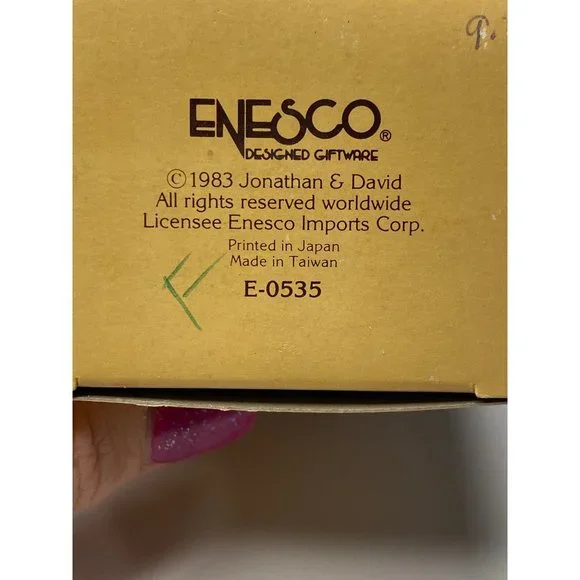 9.
ENESCO®
DESIGNED GIFTWARE
© 1983 Jonathan & David
All rights reserved worldwide
Licensee Enesco Imports Corp.
Printed in Japan
Made in Taiwan
E-0535